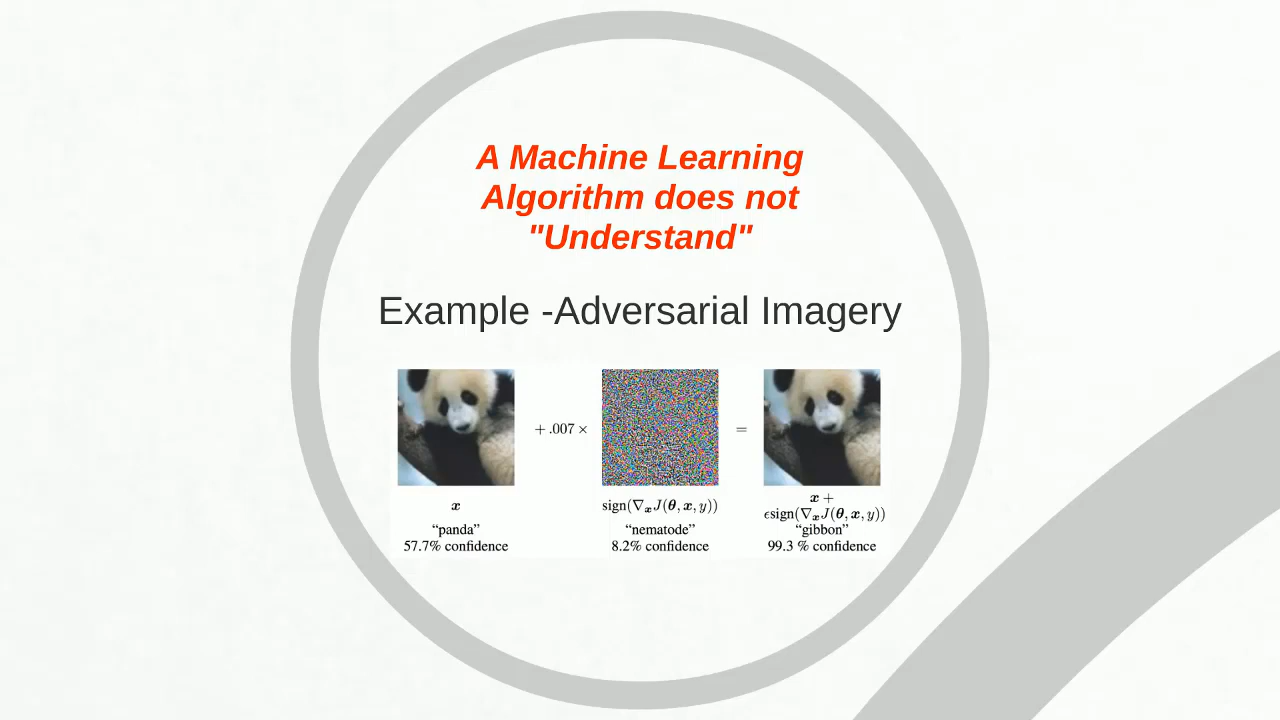 A Machine Learning
Algorithm does not
"Understand"
Example -Adversarial Imagery
+ .007 ×
=
x
sign(∇ₓJ(θ, x, y))
x +
ϵsign(∇ₓJ(θ, x, y))
“panda”
“nematode”
“gibbon”
57.7% confidence
8.2% confidence
99.3 % confidence